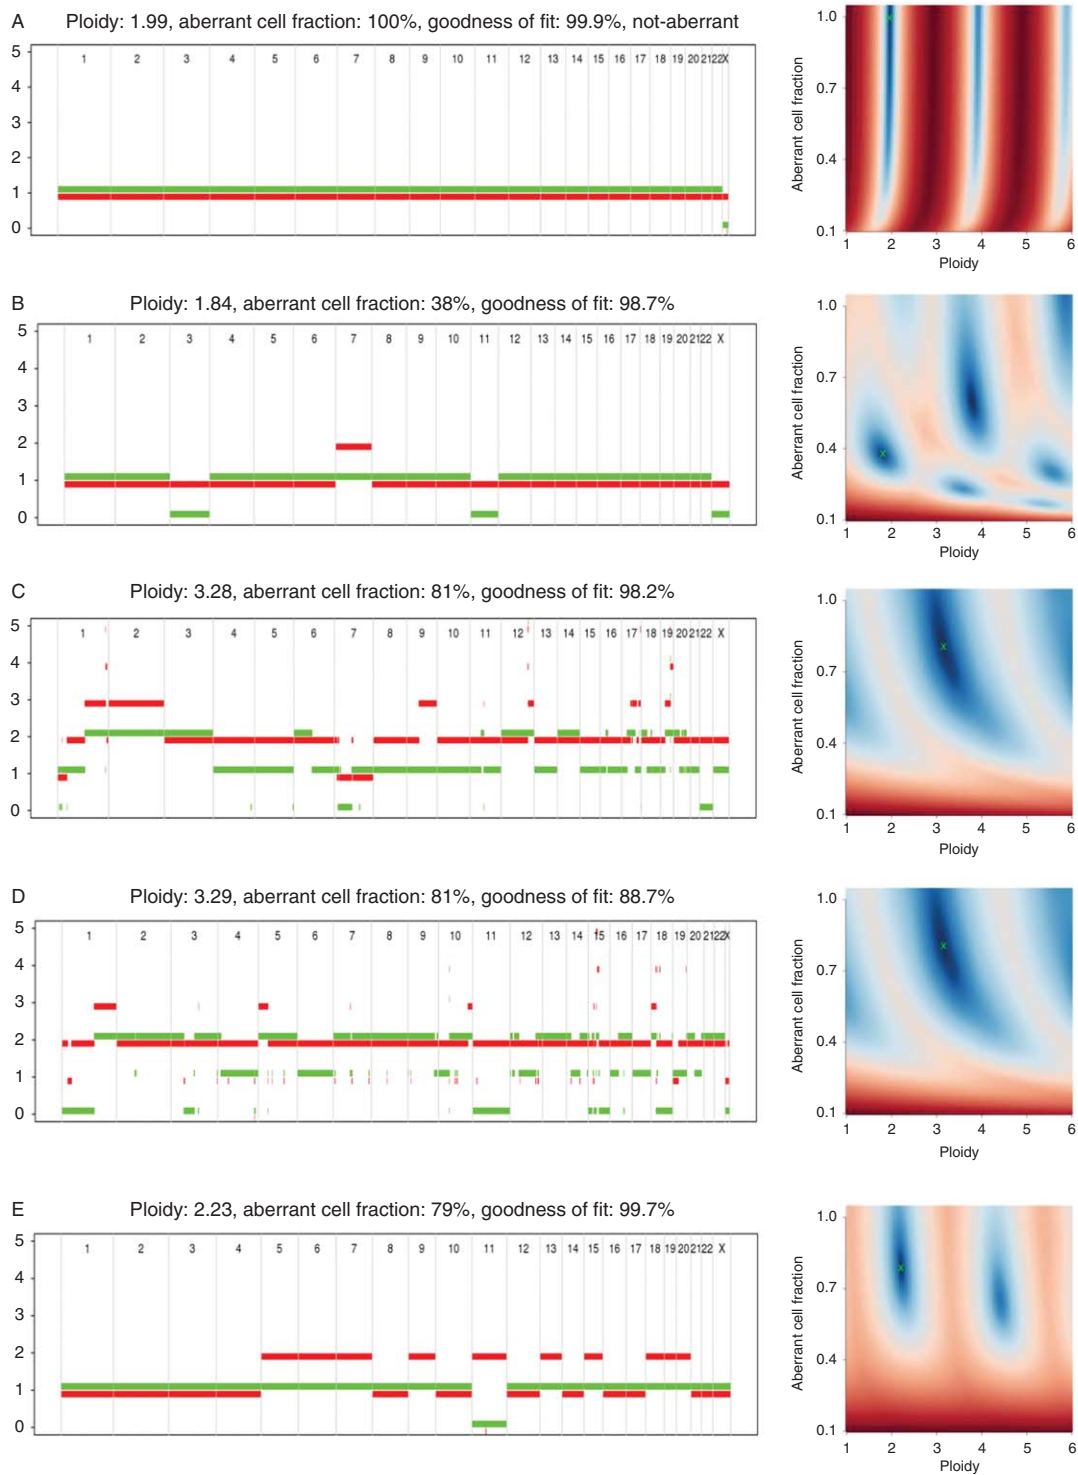 A Ploidy: 1.99, aberrant cell fraction: 100%, goodness of fit: 99.9%, not-aberrant
5
4
3
2
1
0
1 2 3 4 5 6 7 8 9 10 11 12 13 14 15 16 17 18 19 20 21 22 X
Aberrant cell fraction
1.0
0.7
0.4
0.1
1 2 3 4 5 6
Ploidy
B Ploidy: 1.84, aberrant cell fraction: 38%, goodness of fit: 98.7%
5
4
3
2
1
0
1 2 3 4 5 6 7 8 9 10 11 12 13 14 15 16 17 18 19 20 21 22 X
Aberrant cell fraction
1.0
0.7
0.4
0.1
x
1 2 3 4 5 6
Ploidy
C Ploidy: 3.28, aberrant cell fraction: 81%, goodness of fit: 98.2%
5
4
3
2
1
0
1 2 3 4 5 6 7 8 9 10 11 12 13 14 15 16 17 18 19 20 21 22 X
Aberrant cell fraction
1.0
0.7
0.4
0.1
x
1 2 3 4 5 6
Ploidy
D Ploidy: 3.29, aberrant cell fraction: 81%, goodness of fit: 88.7%
5
4
3
2
1
0
1 2 3 4 5 6 7 8 9 10 11 12 13 14 15 16 17 18 19 20 21 22 X
Aberrant cell fraction
1.0
0.7
0.4
0.1
x
1 2 3 4 5 6
Ploidy
E Ploidy: 2.23, aberrant cell fraction: 79%, goodness of fit: 99.7%
5
4
3
2
1
0
1 2 3 4 5 6 7 8 9 10 11 12 13 14 15 16 17 18 19 20 21 22 X
Aberrant cell fraction
1.0
0.7
0.4
0.1
x
1 2 3 4 5 6
Ploidy